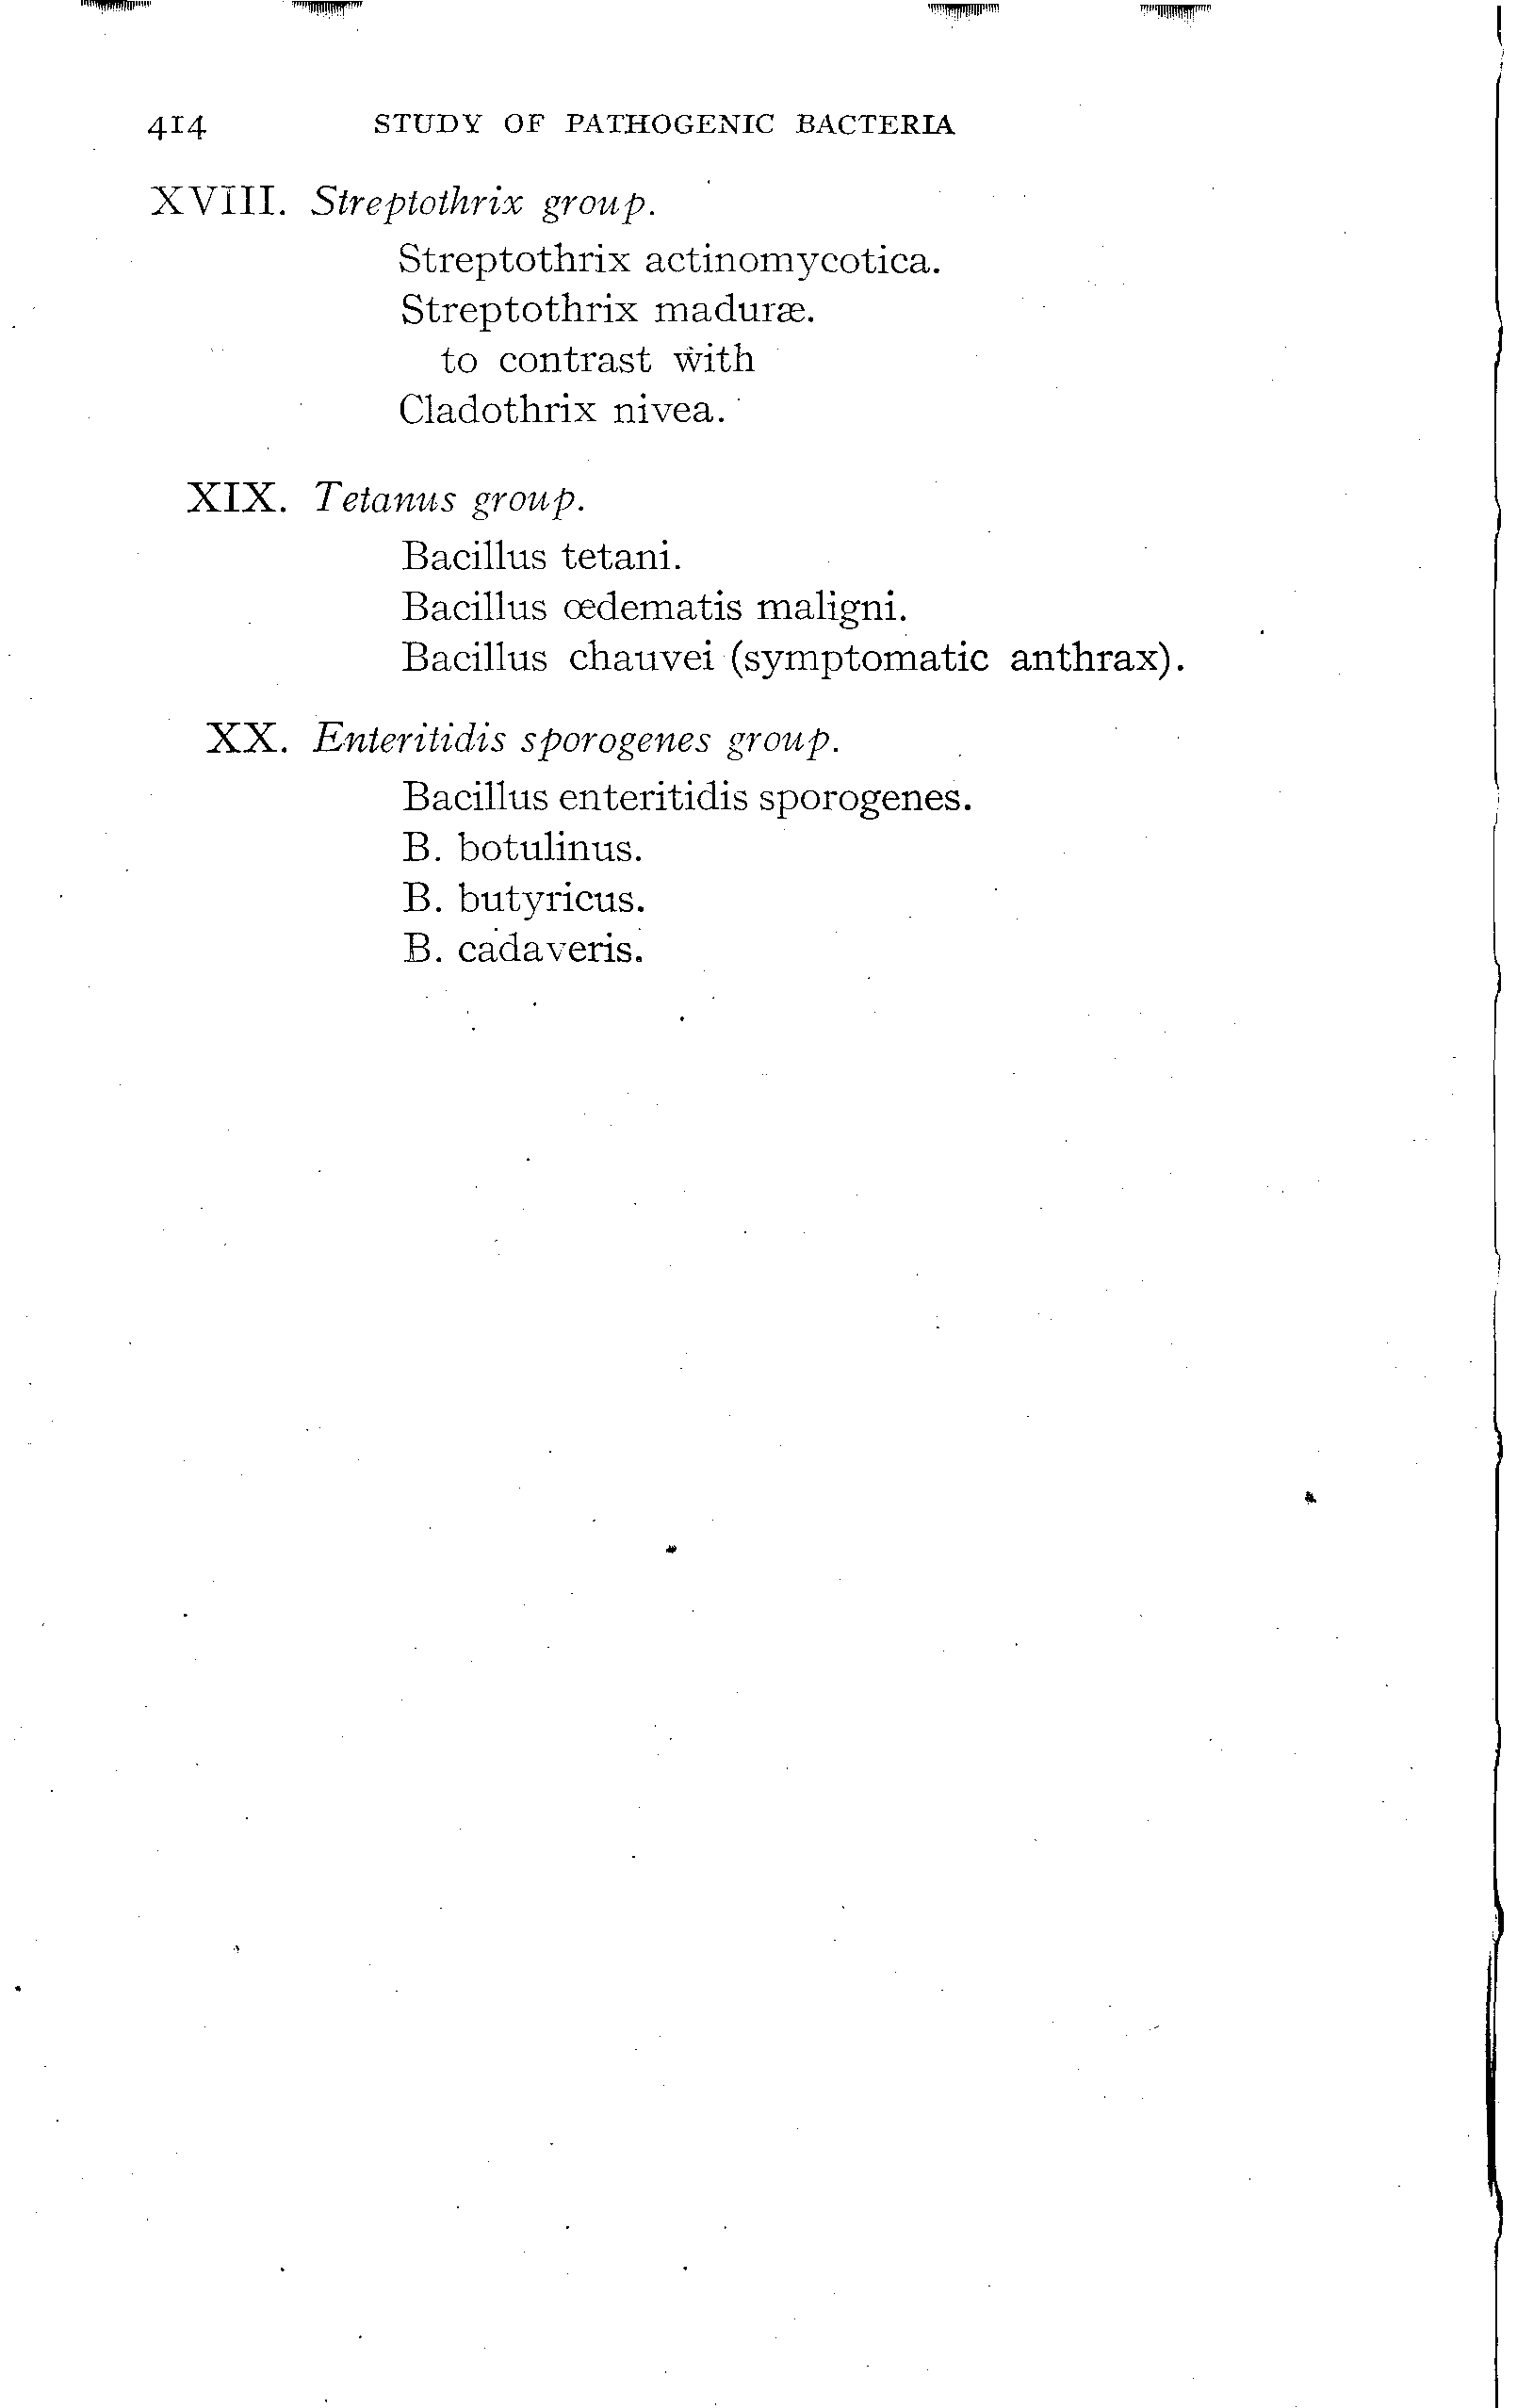 414 STUDY OF PATHOGENIC BACTERIA
XVIII. Streptothrix group.
Streptothrix actinomycotica.
Streptothrix maduræ.
to contrast with
Cladothrix nivea.
XIX. Tetanus group.
Bacillus tetani.
Bacillus œdematis maligni.
Bacillus chauvei (symptomatic anthrax).
XX. Enteritidis sporogenes group.
Bacillus enteritidis sporogenes.
B. botulinus.
B. butyricus.
B. cadaveris.